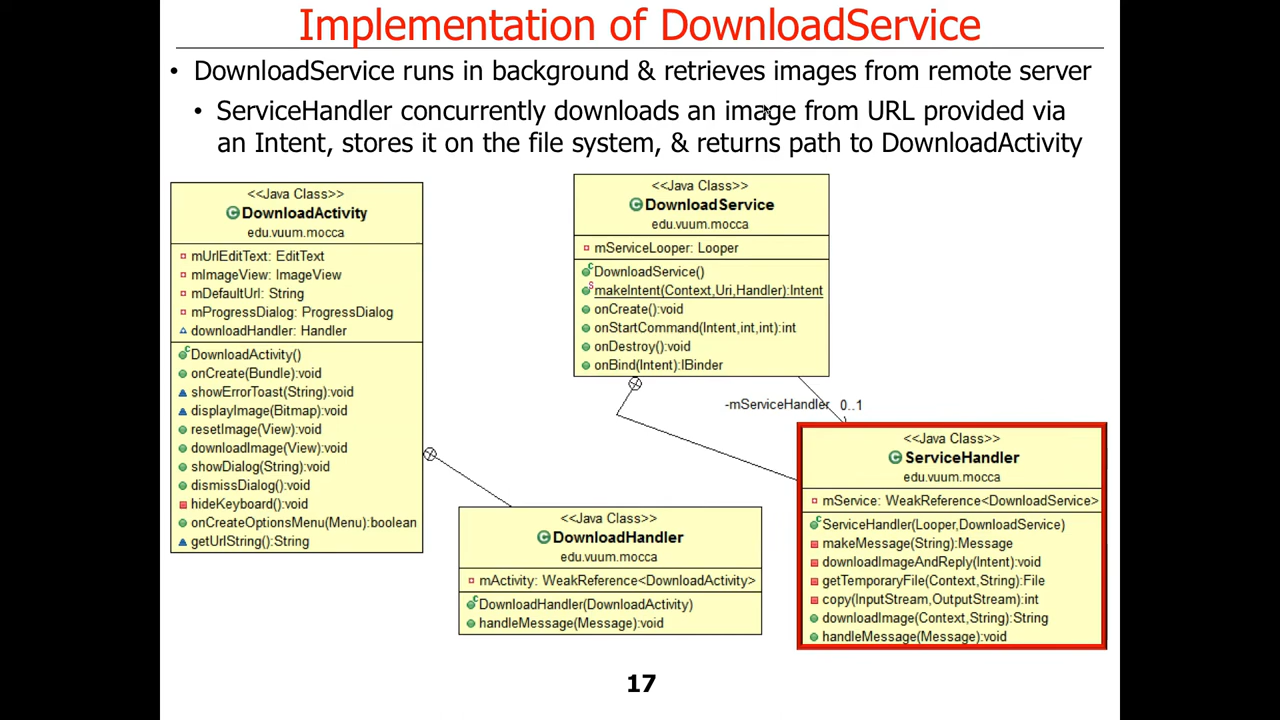 Implementation of DownloadService
• DownloadService runs in background & retrieves images from remote server
• ServiceHandler concurrently downloads an image from URL provided via
an Intent, stores it on the file system, & returns path to DownloadActivity
<<Java Class>>
DownloadActivity
edu.vuum.mocca
mUrlEditText: EditText
mImageView: ImageView
mDefaultUrl: String
mProgressDialog: ProgressDialog
downloadHandler: Handler
DownloadActivity()
onCreate(Bundle):void
showErrorToast(String):void
displayImage(Bitmap):void
resetImage(View):void
downloadImage(View):void
showDialog(String):void
dismissDialog():void
hideKeyboard():void
onCreateOptionsMenu(Menu):boolean
getUrlString():String
<<Java Class>>
DownloadService
edu.vuum.mocca
mServiceLooper: Looper
DownloadService()
makeIntent(Context,Uri,Handler):Intent
onCreate():void
onStartCommand(Intent,int,int):int
onDestroy():void
onBind(Intent):IBinder
-mServiceHandler 0..1
<<Java Class>>
ServiceHandler
edu.vuum.mocca
mService: WeakReference<DownloadService>
ServiceHandler(Looper,DownloadService)
makeMessage(String):Message
downloadImageAndReply(Intent):void
getTemporaryFile(Context,String):File
copy(InputStream,OutputStream):int
downloadImage(Context,String):String
handleMessage(Message):void
<<Java Class>>
DownloadHandler
edu.vuum.mocca
mActivity: WeakReference<DownloadActivity>
DownloadHandler(DownloadActivity)
handleMessage(Message):void
17